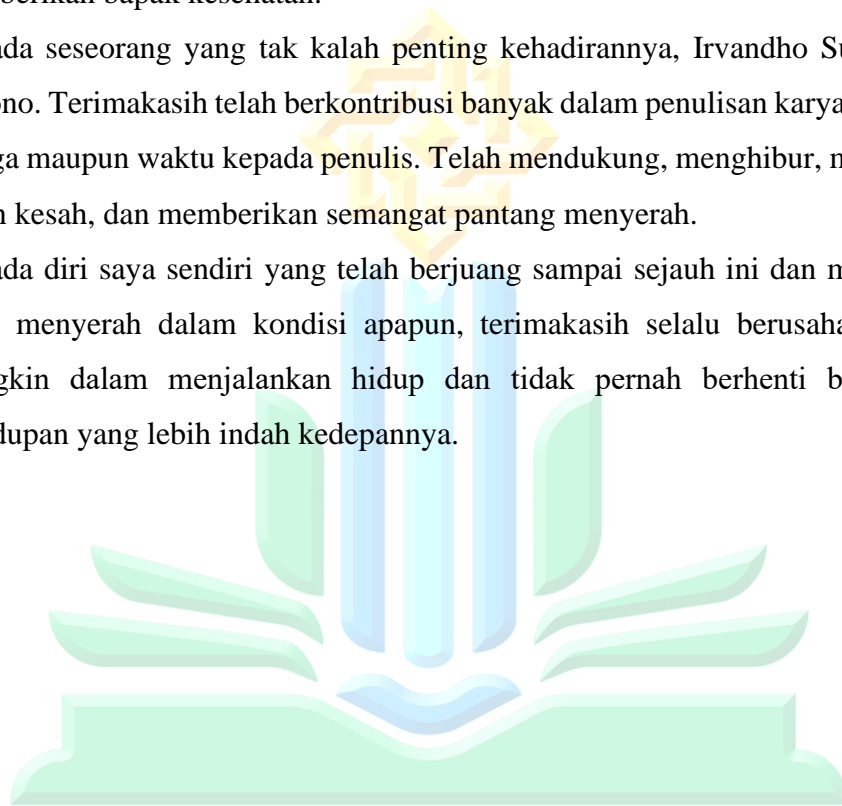 berikan bapak kesehatan.
ada seseorang yang tak kalah penting kehadirannya, Irvandho Su
ono. Terimakasih telah berkontribusi banyak dalam penulisan karya
ga maupun waktu kepada penulis. Telah mendukung, menghibur, m
h kesah, dan memberikan semangat pantang menyerah.
ada diri saya sendiri yang telah berjuang sampai sejauh ini dan m
menyerah dalam kondisi apapun, terimakasih selalu berusaha
gkin dalam menjalankan hidup dan tidak pernah berhenti b
dupan yang lebih indah kedepannya.